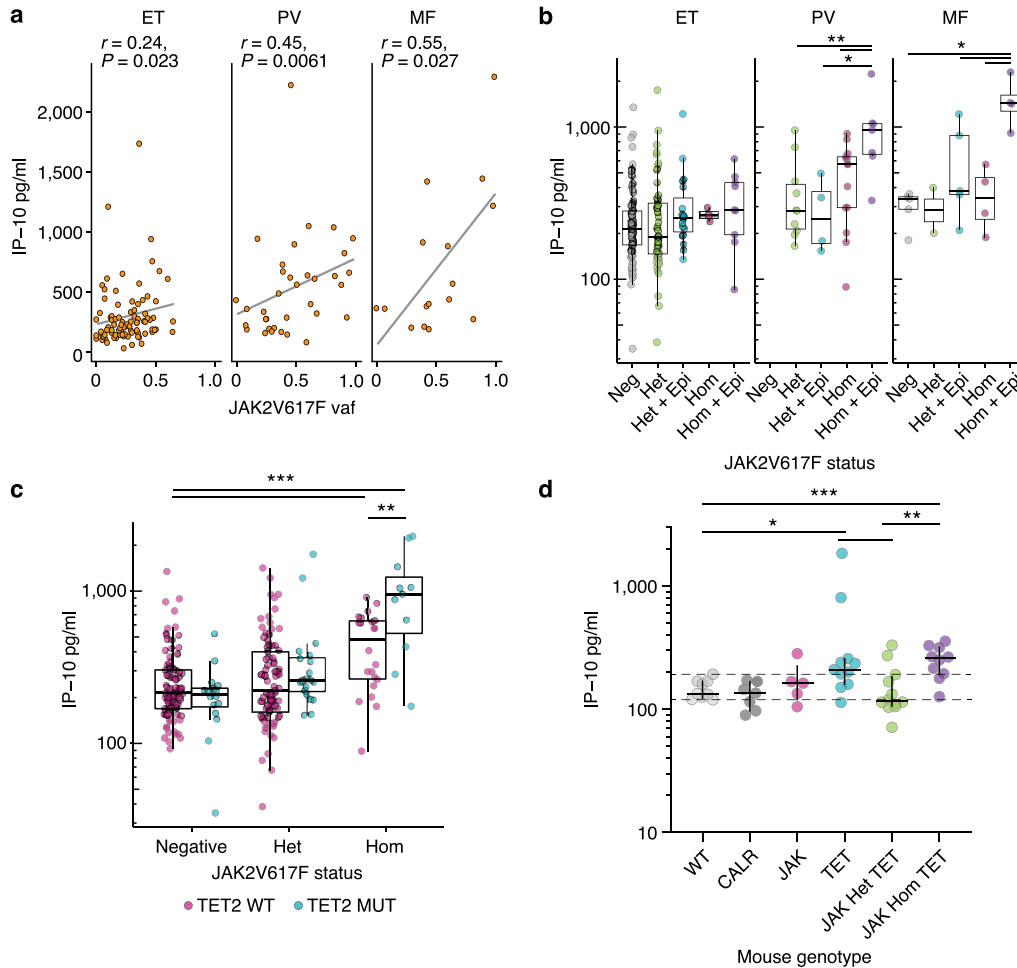 a
ET
PV
MF
r = 0.24,
P = 0.023
r = 0.45,
P = 0.0061
r = 0.55,
P = 0.027
IP−10 pg/ml
2,000
1,500
1,000
500
0
0
0.5
1.0
0
0.5
1.0
0
0.5
1.0
JAK2V617F vaf
b
ET
PV
MF
**
*
*
IP−10 pg/ml
1,000
100
Neg
Het
Het + Epi
Hom
Hom + Epi
Neg
Het
Het + Epi
Hom
Hom + Epi
Neg
Het
Het + Epi
Hom
Hom + Epi
JAK2V617F status
c
***
**
IP−10 pg/ml
1,000
100
Negative
Het
Hom
JAK2V617F status
TET2 WT
TET2 MUT
d
***
*
**
IP−10 pg/ml
1,000
100
10
WT
CALR
JAK
TET
JAK Het TET
JAK Hom TET
Mouse genotype